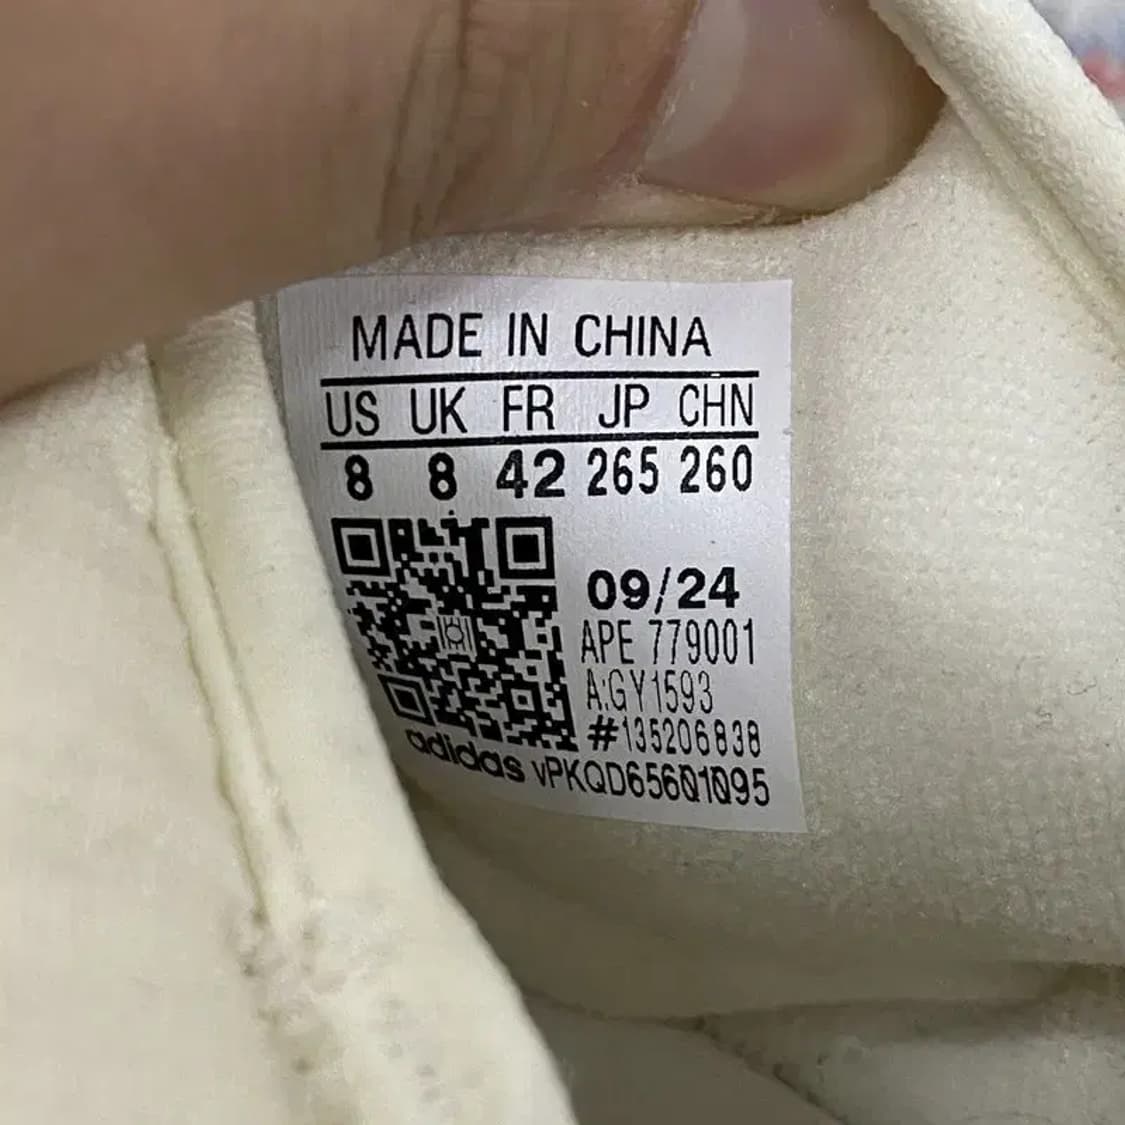 MADE IN CHINA
US UK FR JP CHN
8 8 42 265 260
09/24
APE 779001
A:GY1593
#135206838
adidas vPKQD65601095